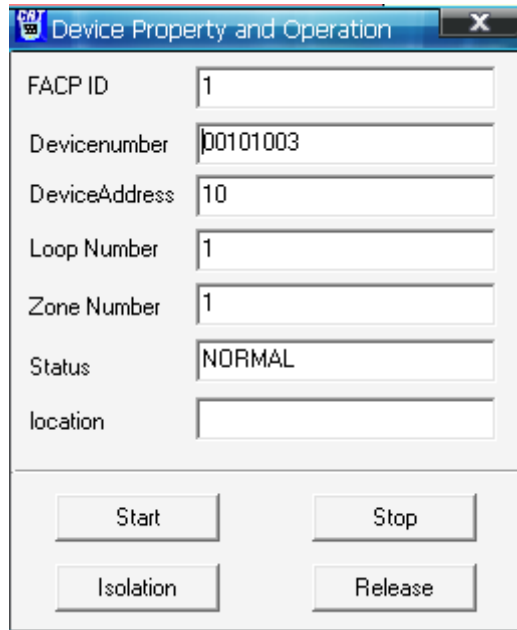 CRT Device Property and Operation X
FACP ID 1
Devicenumber 00101003
DeviceAddress 10
Loop Number 1
Zone Number 1
Status NORMAL
location
Start Stop
Isolation Release